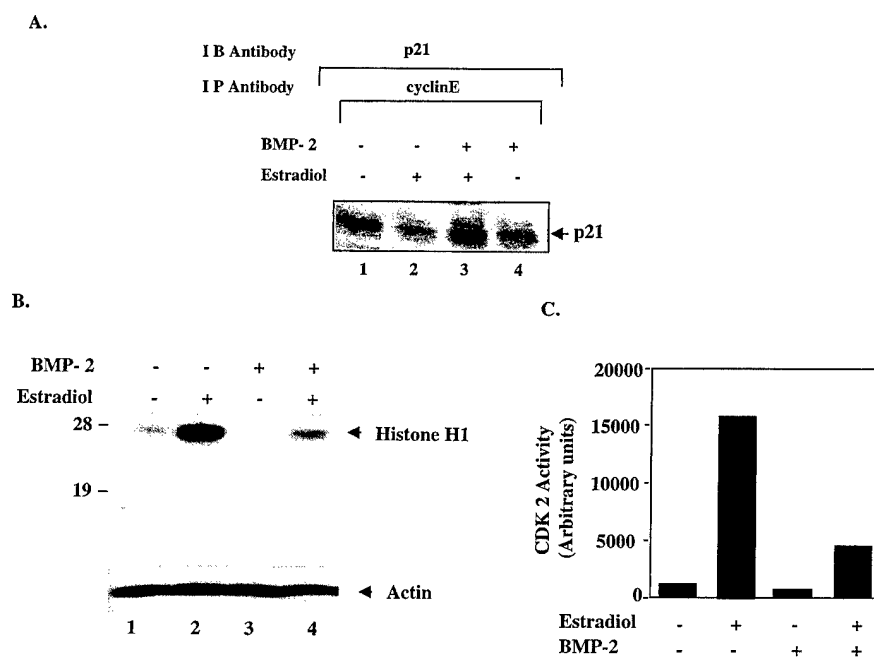 A.
I B Antibody p21
I P Antibody cyclinE
BMP- 2 - - + +
Estradiol - + + -
p21
1 2 3 4
B.
BMP- 2 - - + +
Estradiol - + - +
28 –
Histone H1
19 –
Actin
1 2 3 4
C.
20000
15000
10000
5000
0
CDK 2 Activity
(Arbitrary units)
Estradiol - + - +
BMP-2 - - + +